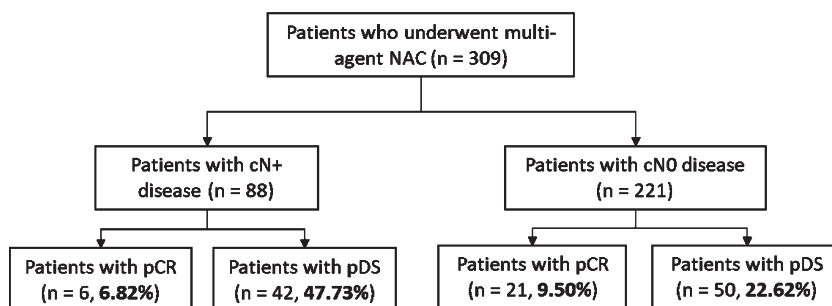 Patients who underwent multi-
agent NAC (n = 309)
Patients with cN+
disease (n = 88)
Patients with cN0 disease
(n = 221)
Patients with pCR
(n = 6, 6.82%)
Patients with pDS
(n = 42, 47.73%)
Patients with pCR
(n = 21, 9.50%)
Patients with pDS
(n = 50, 22.62%)